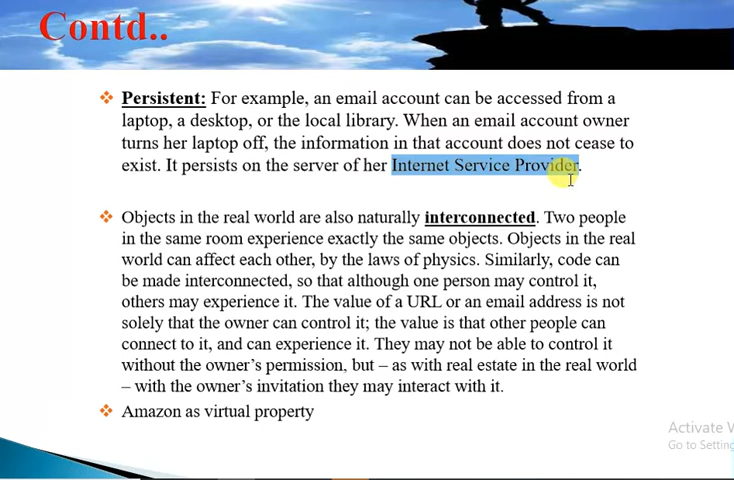 Contd..
❖ Persistent: For example, an email account can be accessed from a
laptop, a desktop, or the local library. When an email account owner
turns her laptop off, the information in that account does not cease to
exist. It persists on the server of her Internet Service Provider.
❖ Objects in the real world are also naturally interconnected. Two people
in the same room experience exactly the same objects. Objects in the real
world can affect each other, by the laws of physics. Similarly, code can
be made interconnected, so that although one person may control it,
others may experience it. The value of a URL or an email address is not
solely that the owner can control it; the value is that other people can
connect to it, and can experience it. They may not be able to control it
without the owner’s permission, but – as with real estate in the real world
– with the owner’s invitation they may interact with it.
❖ Amazon as virtual property
Activate W
Go to Setting